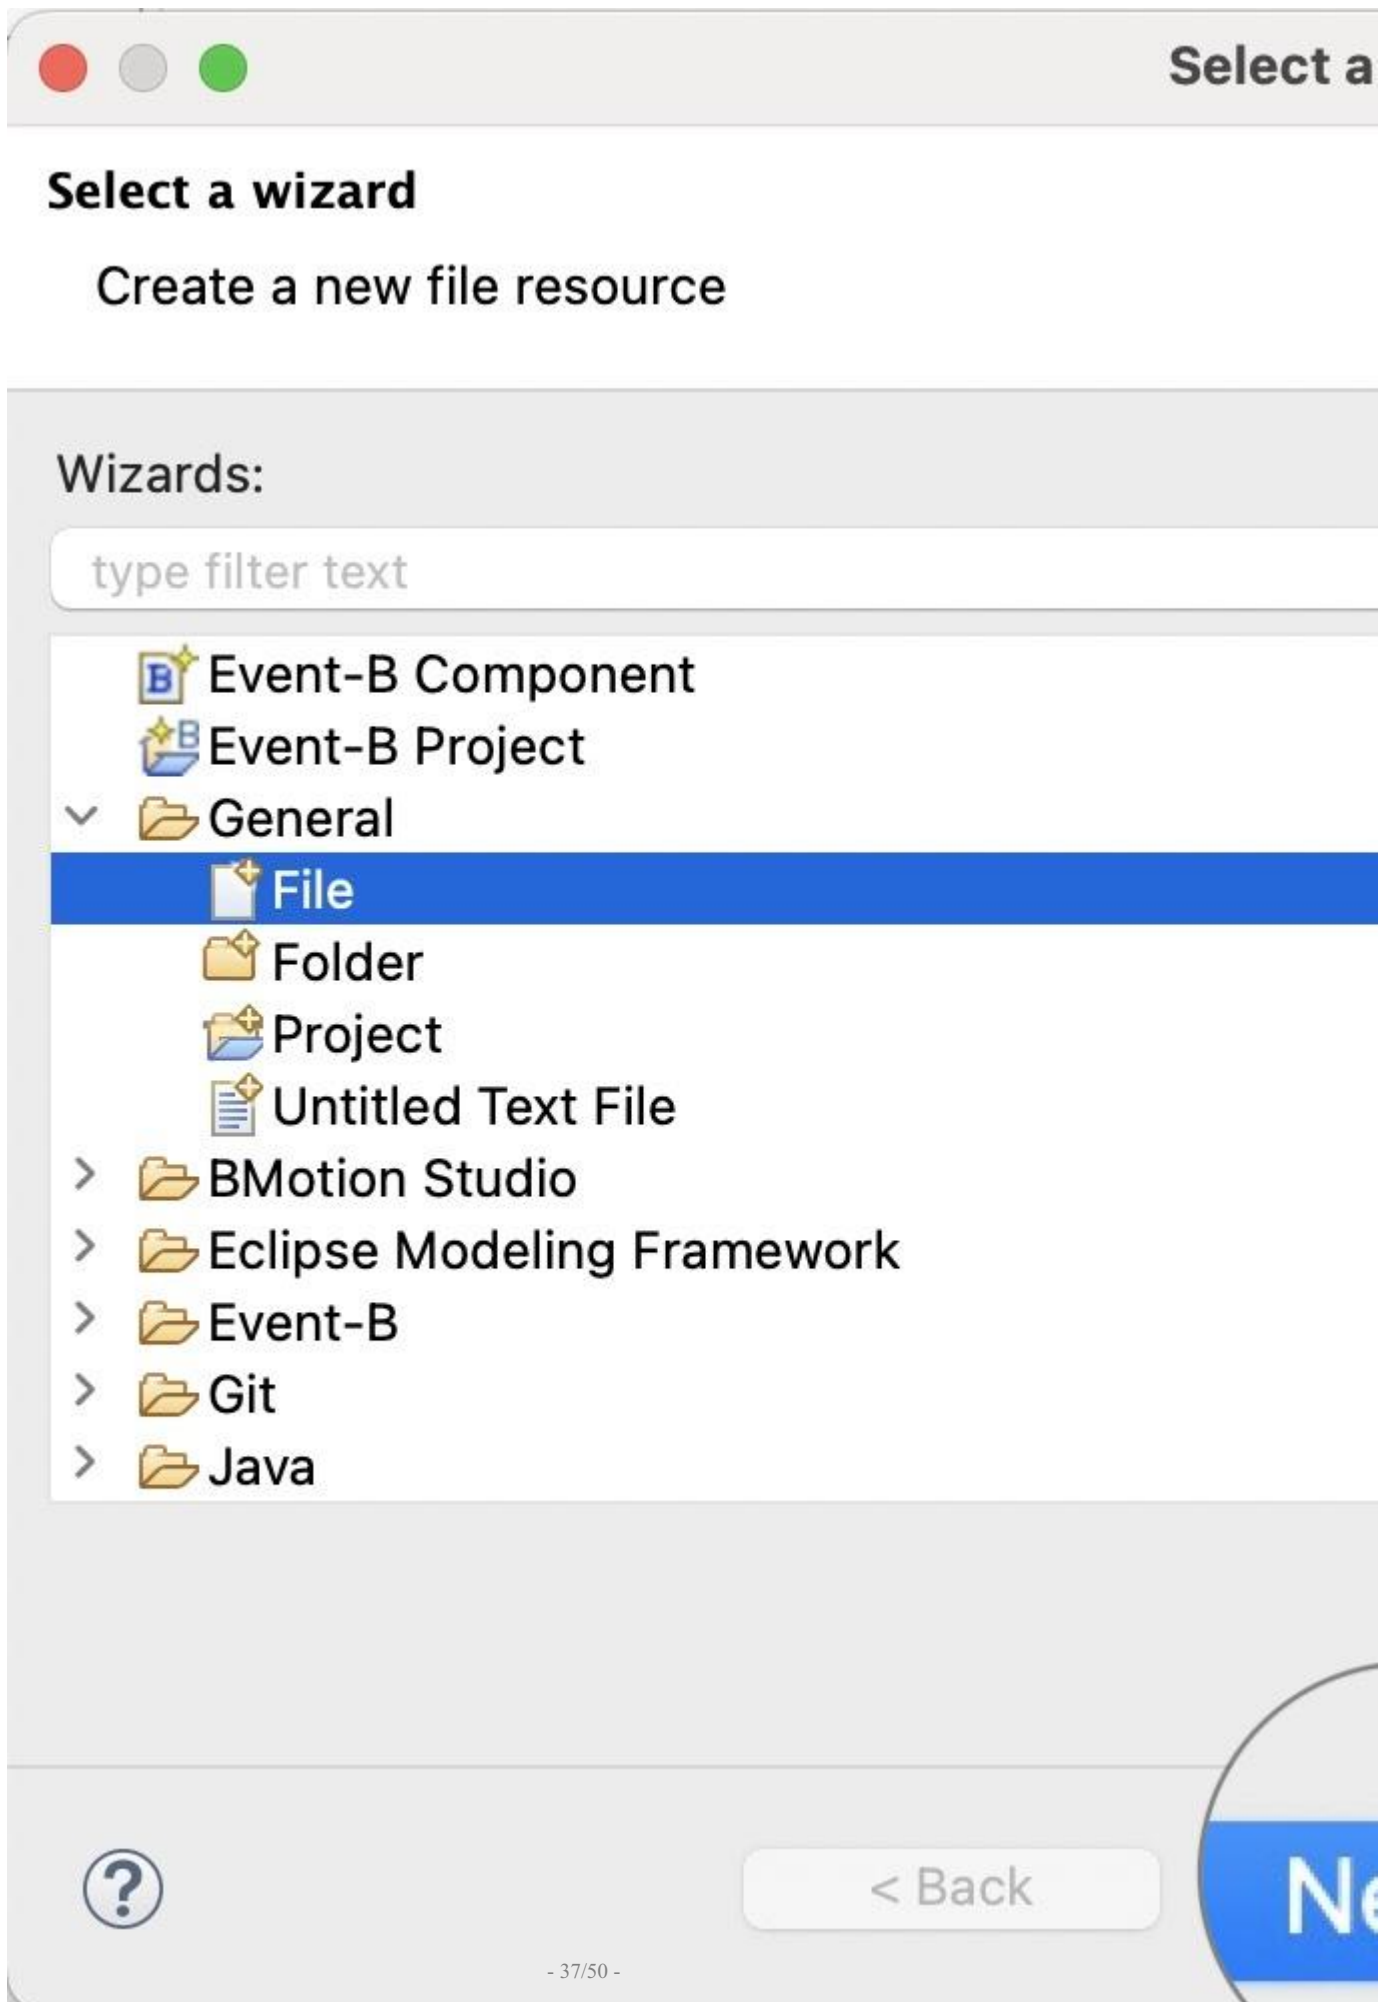 Select a
Select a wizard
Create a new file resource
Wizards:
type filter text
Event-B Component
Event-B Project
General
File
Folder
Project
Untitled Text File
BMotion Studio
Eclipse Modeling Framework
Event-B
Git
Java
?
< Back
Ne
- 37/50 -